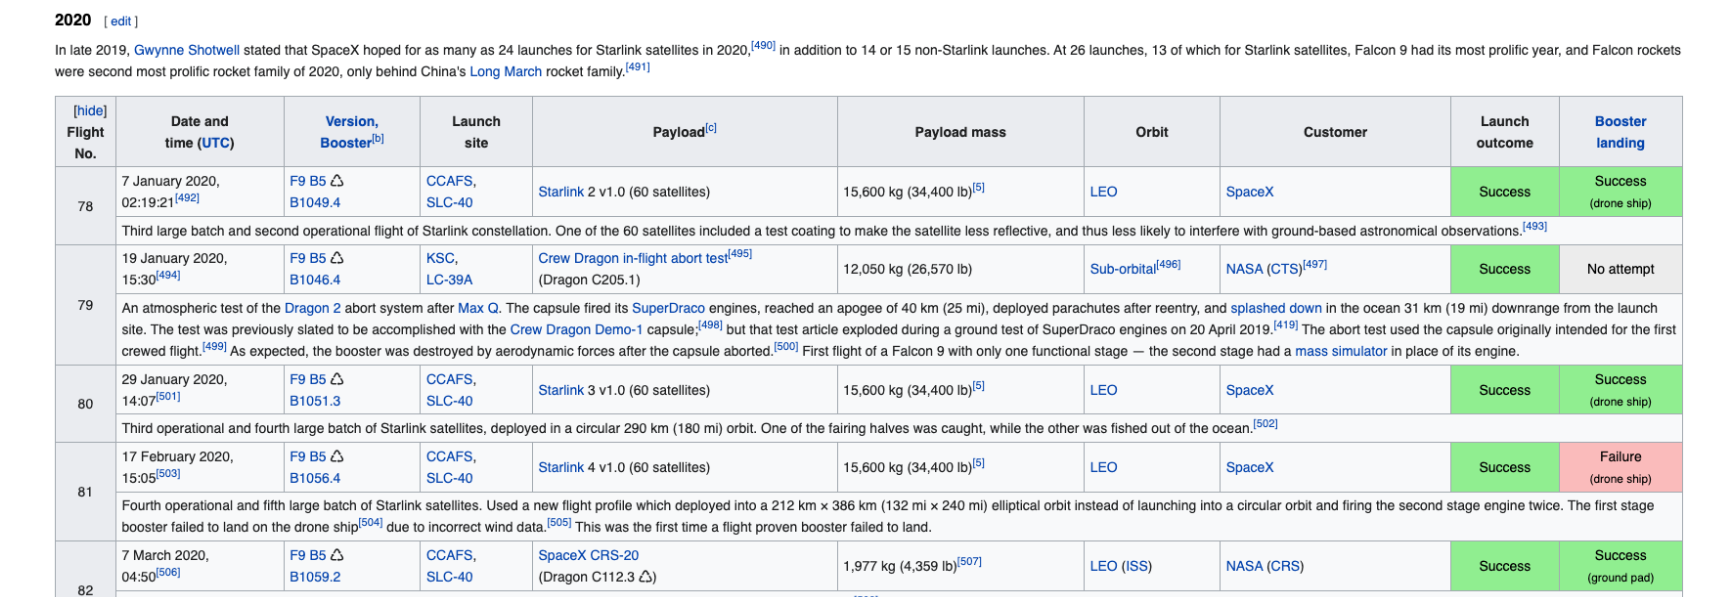 2020 [ edit ]
In late 2019, Gwynne Shotwell stated that SpaceX hoped for as many as 24 launches for Starlink satellites in 2020,[490] in addition to 14 or 15 non-Starlink launches. At 26 launches, 13 of which for Starlink satellites, Falcon 9 had its most prolific year, and Falcon rockets
were second most prolific rocket family of 2020, only behind China's Long March rocket family.[491]
[hide]
Flight
No.
Date and
time (UTC)
Version,
Booster[b]
Launch
site
Payload[c]
Payload mass
Orbit
Customer
Launch
outcome
Booster
landing
78
7 January 2020,
02:19:21[492]
F9 B5 ♺
B1049.4
CCAFS,
SLC-40
Starlink 2 v1.0 (60 satellites)
15,600 kg (34,400 lb)[5]
LEO
SpaceX
Success
Success
(drone ship)
Third large batch and second operational flight of Starlink constellation. One of the 60 satellites included a test coating to make the satellite less reflective, and thus less likely to interfere with ground-based astronomical observations.[493]
79
19 January 2020,
15:30[494]
F9 B5 ♺
B1046.4
KSC,
LC-39A
Crew Dragon in-flight abort test[495]
(Dragon C205.1)
12,050 kg (26,570 lb)
Sub-orbital[496]
NASA (CTS)[497]
Success
No attempt
An atmospheric test of the Dragon 2 abort system after Max Q. The capsule fired its SuperDraco engines, reached an apogee of 40 km (25 mi), deployed parachutes after reentry, and splashed down in the ocean 31 km (19 mi) downrange from the launch
site. The test was previously slated to be accomplished with the Crew Dragon Demo-1 capsule;[498] but that test article exploded during a ground test of SuperDraco engines on 20 April 2019.[419] The abort test used the capsule originally intended for the first
crewed flight.[499] As expected, the booster was destroyed by aerodynamic forces after the capsule aborted.[500] First flight of a Falcon 9 with only one functional stage — the second stage had a mass simulator in place of its engine.
80
29 January 2020,
14:07[501]
F9 B5 ♺
B1051.3
CCAFS,
SLC-40
Starlink 3 v1.0 (60 satellites)
15,600 kg (34,400 lb)[5]
LEO
SpaceX
Success
Success
(drone ship)
Third operational and fourth large batch of Starlink satellites, deployed in a circular 290 km (180 mi) orbit. One of the fairing halves was caught, while the other was fished out of the ocean.[502]
81
17 February 2020,
15:05[503]
F9 B5 ♺
B1056.4
CCAFS,
SLC-40
Starlink 4 v1.0 (60 satellites)
15,600 kg (34,400 lb)[5]
LEO
SpaceX
Success
Failure
(drone ship)
Fourth operational and fifth large batch of Starlink satellites. Used a new flight profile which deployed into a 212 km × 386 km (132 mi × 240 mi) elliptical orbit instead of launching into a circular orbit and firing the second stage engine twice. The first stage
booster failed to land on the drone ship[504] due to incorrect wind data.[505] This was the first time a flight proven booster failed to land.
82
7 March 2020,
04:50[506]
F9 B5 ♺
B1059.2
CCAFS,
SLC-40
SpaceX CRS-20
(Dragon C112.3 ♺)
1,977 kg (4,359 lb)[507]
LEO (ISS)
NASA (CRS)
Success
Success
(ground pad)